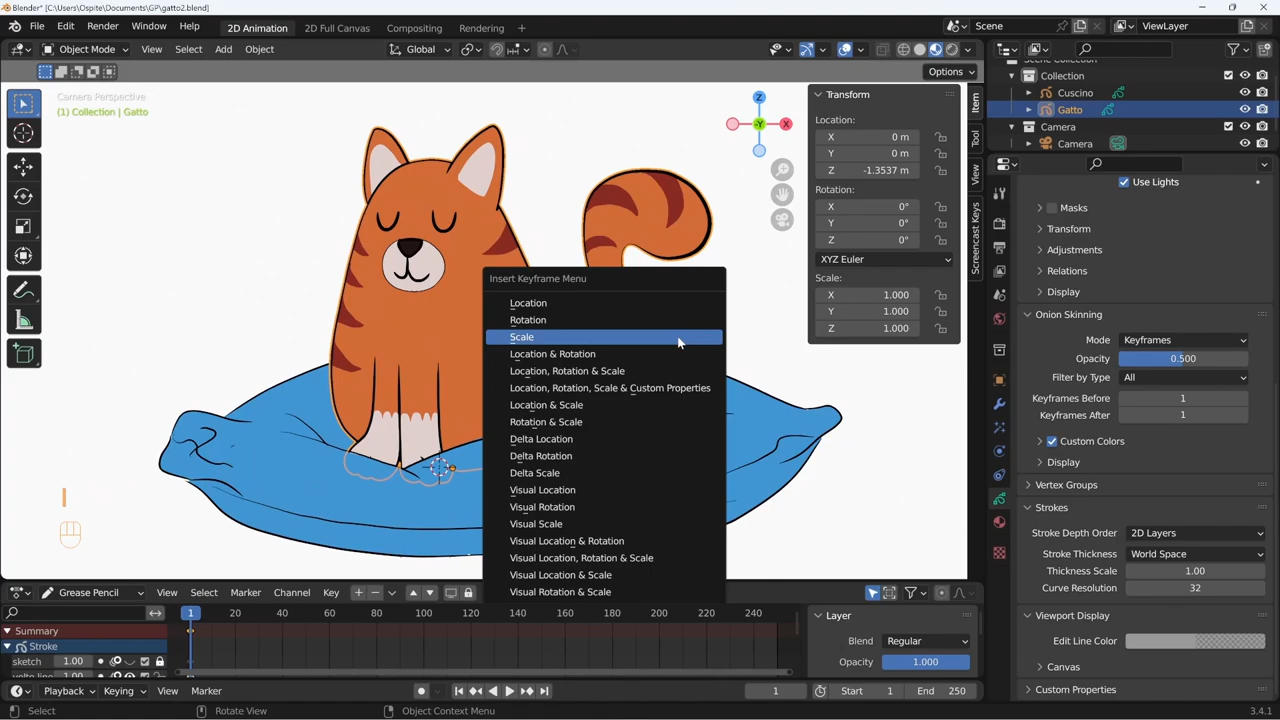 Blender* [C:\Users\Ospite\Documents\GP\gatto2.blend]
File Edit Render Window Help 2D Animation 2D Full Canvas Compositing Rendering + Scene ViewLayer
Object Mode View Select Add Object Global
Options
Camera Perspective
(1) Collection | Gatto
Z
-Y
X
Transform
Location:
X 0 m
Y 0 m
Z -1.3537 m
Rotation:
X 0°
Y 0°
Z 0°
XYZ Euler
Scale:
X 1.000
Y 1.000
Z 1.000
Item
Tool
View
Screencast Keys
Insert Keyframe Menu
Location
Rotation
Scale
Location & Rotation
Location, Rotation & Scale
Location, Rotation, Scale & Custom Properties
Location & Scale
Rotation & Scale
Delta Location
Delta Rotation
Delta Scale
Visual Location
Visual Rotation
Visual Scale
Visual Location & Rotation
Visual Location, Rotation & Scale
Visual Location & Scale
Visual Rotation & Scale
I
Scene Collection
Collection
Cuscino
Gatto
Camera
Camera
Use Lights
Masks
Transform
Adjustments
Relations
Display
Onion Skinning
Mode Keyframes
Opacity 0.500
Filter by Type All
Keyframes Before 1
Keyframes After 1
Custom Colors
Display
Vertex Groups
Strokes
Stroke Depth Order 2D Layers
Stroke Thickness World Space
Thickness Scale 1.00
Curve Resolution 32
Viewport Display
Edit Line Color
Canvas
Custom Properties
Grease Pencil View Select Marker Channel Key
1 20 40 60 80 100 120 140 160 180 200 220 240
Summary
Stroke
sketch 1.00
1.00
Layer
Blend Regular
Opacity 1.000
Playback Keying View Marker 1 Start 1 End 250
Select Rotate View Object Context Menu 3.4.1